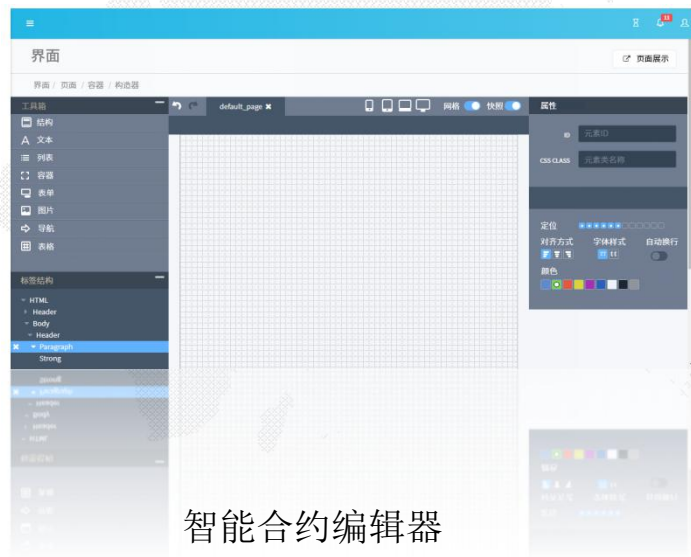 33
界面
页面展示
界面 / 页面 / 容器 / 构造器
工具箱
结构
文本
列表
容器
表单
图片
导航
表格
标签结构
HTML
Header
Body
Header
Paragraph
Strong
default_page ✖
网格
快照
属性
ID 元素ID
CSS CLASS 元素类名称
定位
对齐方式 字体样式 自动换行
颜色
智能合约编辑器